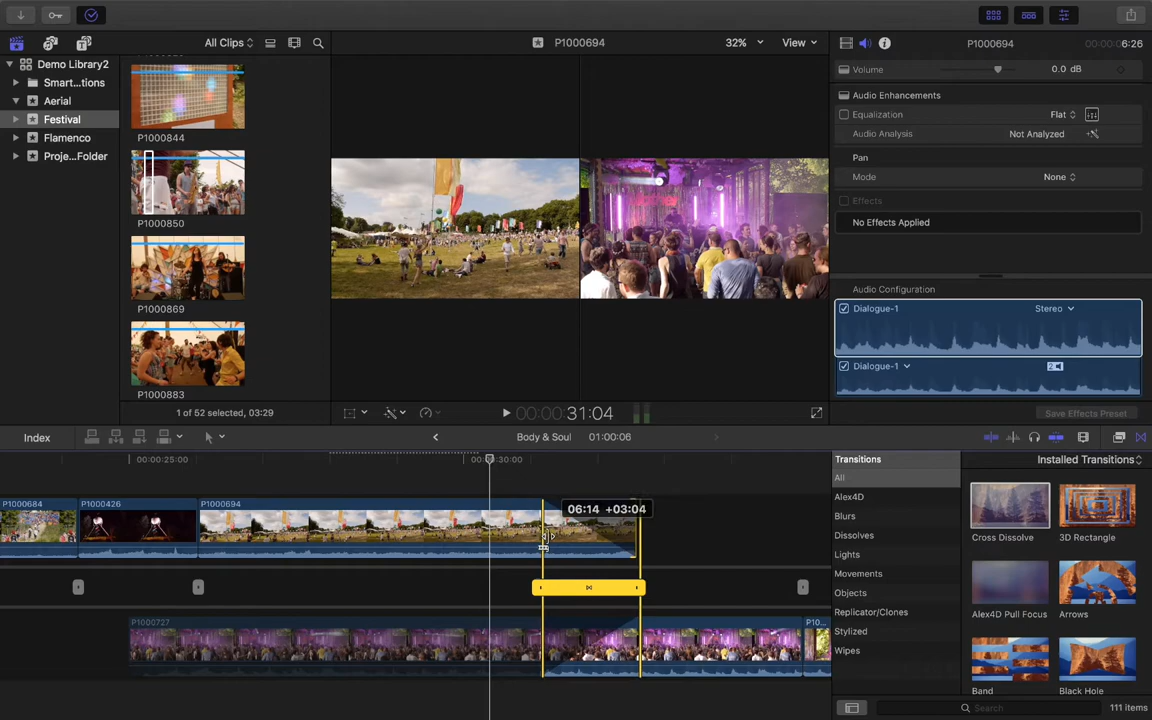 All Clips
32%
View
P1000694
P1000694
6:26
Demo Library2
Smart...tions
Aerial
Festival
Flamenco
Proje...Folder
P1000844
P1000850
P1000869
P1000883
1 of 52 selected, 03:29
Volume
0.0 dB
Audio Enhancements
Equalization
Flat
Audio Analysis
Not Analyzed
Pan
Mode
None
Effects
No Effects Applied
Audio Configuration
Dialogue-1
Stereo
Dialogue-1
Save Effects Preset
00:00:00:31:04
Index
Body & Soul
01:00:06
00:00:25:00
00:00:30:00
P1000684
P1000426
P1000694
06:14 +03:04
P1000727
P10...
Transitions
Installed Transitions
All
Alex4D
Blurs
Dissolves
Lights
Movements
Objects
Replicator/Clones
Stylized
Wipes
Cross Dissolve
3D Rectangle
Alex4D Pull Focus
Arrows
Band
Black Hole
Search
111 items